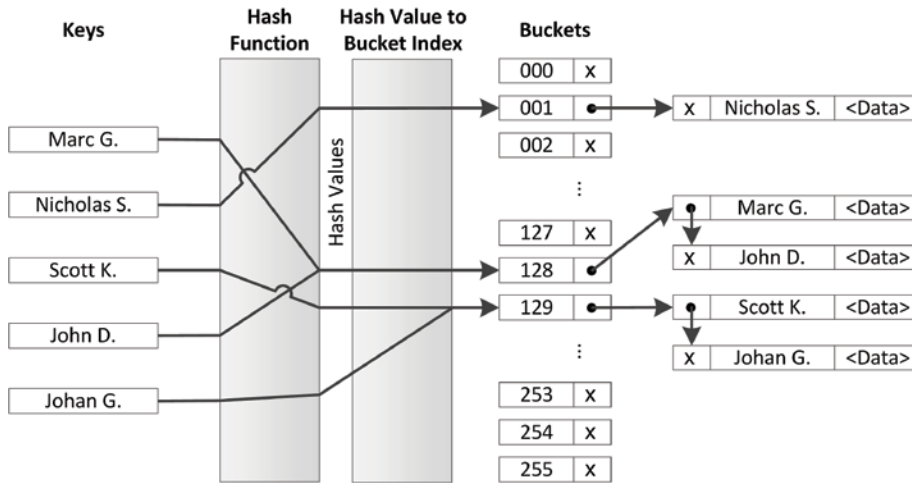 Keys
Hash
Function
Hash Value to
Bucket Index
Buckets
Marc G.
Nicholas S.
Scott K.
John D.
Johan G.
Hash Values
000 x
001
002 x
...
127 x
128
129
...
253 x
254 x
255 x
x Nicholas S. <Data>
Marc G. <Data>
x John D. <Data>
Scott K. <Data>
x Johan G. <Data>